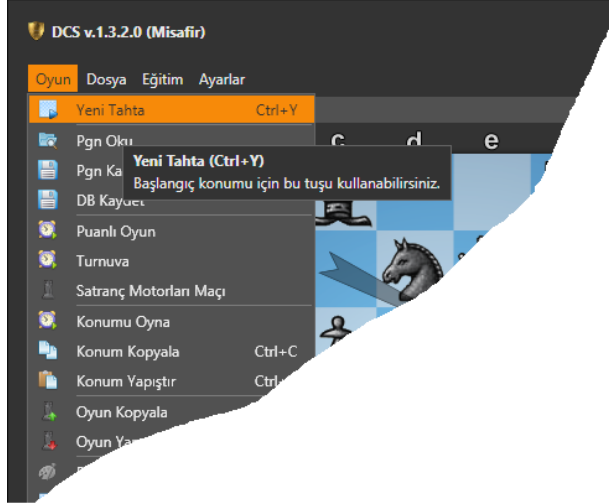 DCS v.1.3.2.0 (Misafir)
Oyun Dosya Eğitim Ayarlar
Yeni Tahta Ctrl+Y
Pgn Oku
c d e
Yeni Tahta (Ctrl+Y)
Pgn
Başlangıç konumu için bu tuşu kullanabilirsiniz.
DB Kaydet
Puanlı Oyun
Turnuva
Satranç Motorları Maçı
Konumu Oyna
Konum Kopyala Ctrl+C
Konum Yapıştır
Oyun Kopyala
Oyun